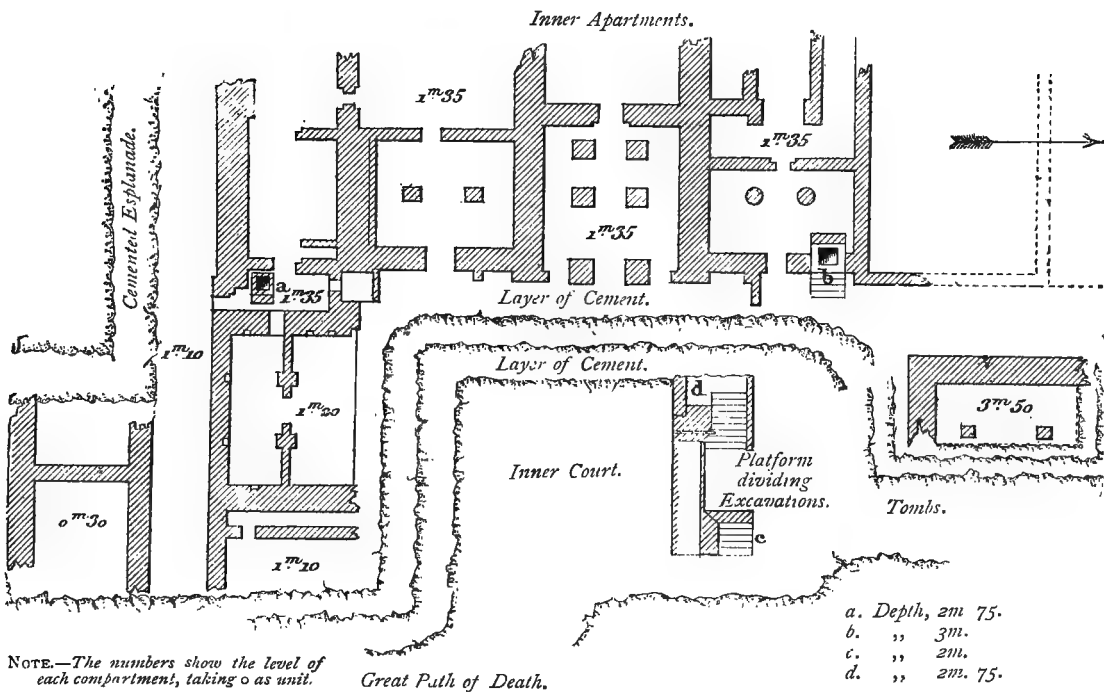 Inner Apartments.
1m35
1m35
Cemented Esplanade.
1m35
a
1m35
b
Layer of Cement.
1m10
Layer of Cement.
d
3m50
1m20
Inner Court.
Platform
dividing
Excavations.
Tombs.
0m30
c
1m10
a. Depth, 2m 75.
b. ,, 3m.
c. ,, 2m.
d. ,, 2m. 75.
NOTE.—The numbers show the level of
each compartment, taking 0 as unit.
Great Path of Death.